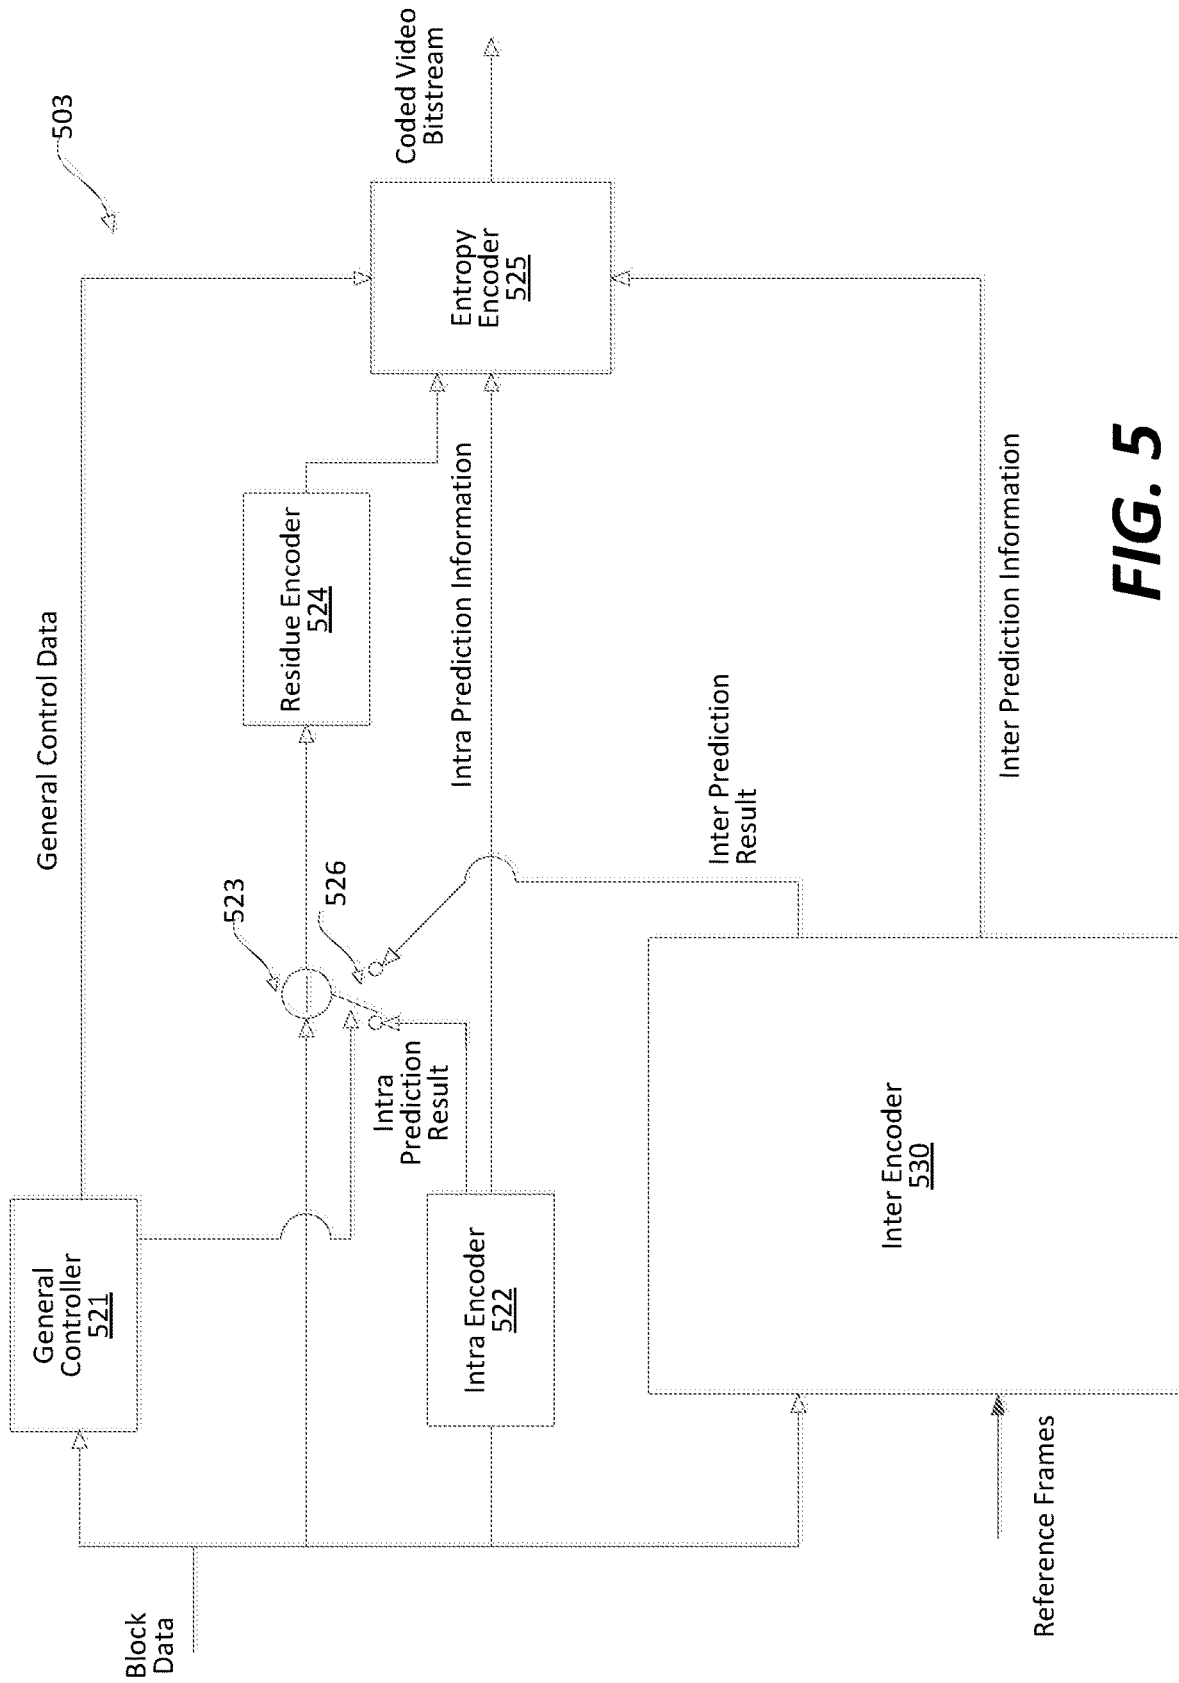 503
General Control Data
Coded Video
Bitstream
General
Controller
521
Residue Encoder
524
Entropy
Encoder
525
523
526
Block
Data
Intra
Prediction
Result
Intra Prediction Information
Intra Encoder
522
Inter Prediction
Result
Inter Encoder
530
Inter Prediction Information
Reference Frames
FIG. 5